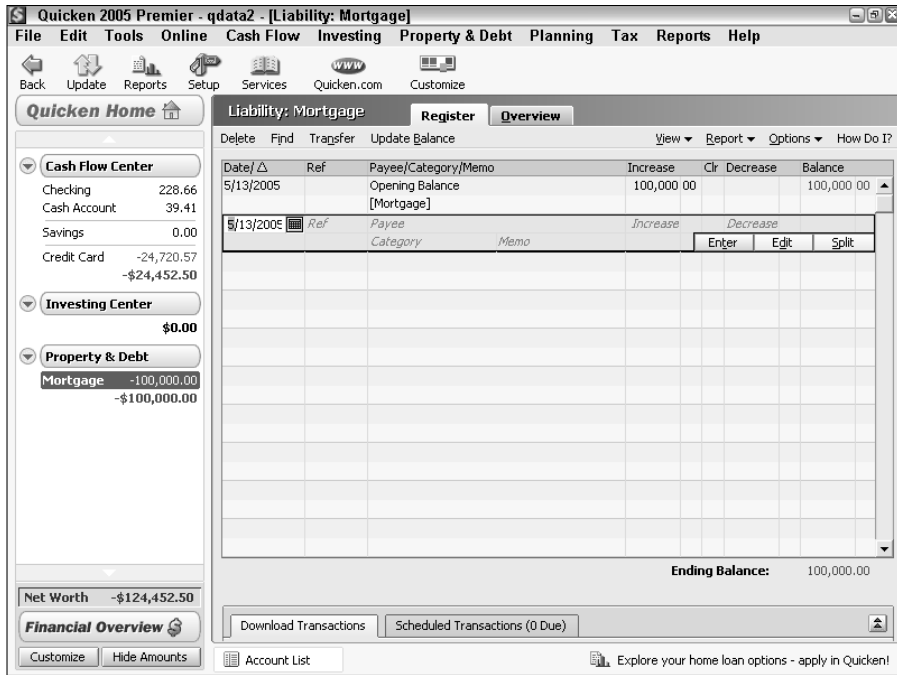 Quicken 2005 Premier - qdata2 - [Liability: Mortgage]
File Edit Tools Online Cash Flow Investing Property & Debt Planning Tax Reports Help
Back Update Reports Setup Services Quicken.com Customize
WWW
Quicken Home
Liability: Mortgage Register Overview
Delete Find Transfer Update Balance View Report Options How Do I?
Cash Flow Center
Checking 228.66
Cash Account 39.41
Savings 0.00
Credit Card -24,720.57
-$24,452.50
Investing Center
$0.00
Property & Debt
Mortgage -100,000.00
-$100,000.00
Date/ Ref Payee/Category/Memo Increase Clr Decrease Balance
5/13/2005 Opening Balance 100,000 00 100,000 00
[Mortgage]
5/13/2005 Ref Payee Increase Decrease
Category Memo Enter Edit Split
Ending Balance: 100,000.00
Net Worth -$124,452.50
Financial Overview
Customize Hide Amounts
Download Transactions Scheduled Transactions (0 Due)
Account List Explore your home loan options - apply in Quicken!